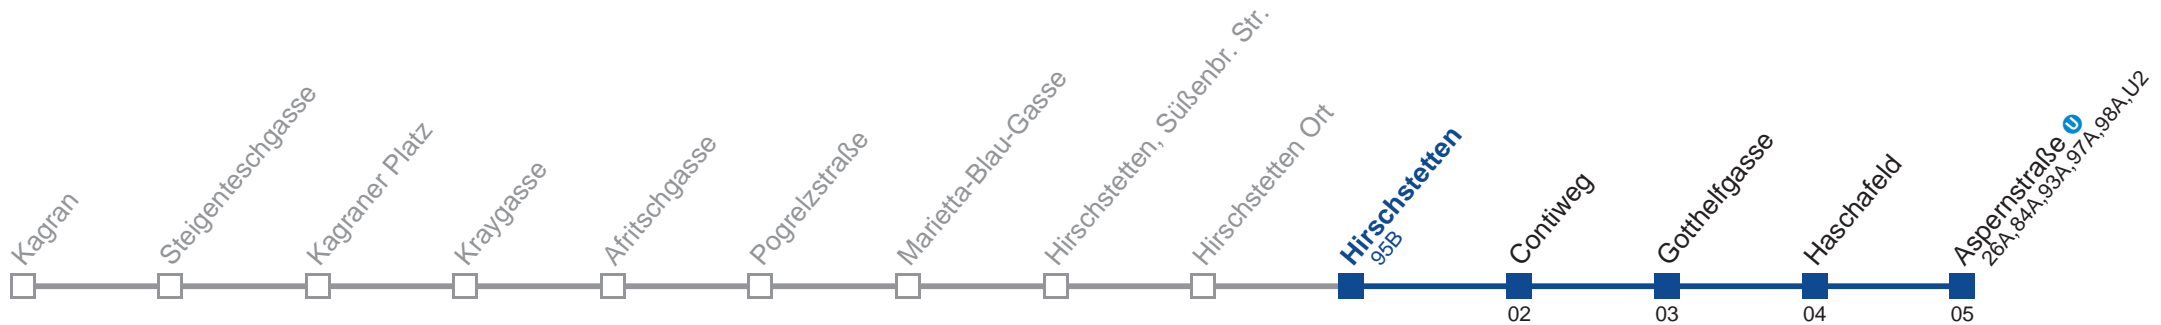 Kagran
Steigenteschgasse
Kagraner Platz
Kraygasse
Afritschgasse
Pogrelzstraße
Marietta-Blau-Gasse
Hirschstetten, Süßenbr. Str.
Hirschstetten Ort
Hirschstetten
95B
Contiweg
02
Gotthelfgasse
03
Haschafeld
04
Aspernstraße U
26A,84A,93A,97A,98A,U2
05